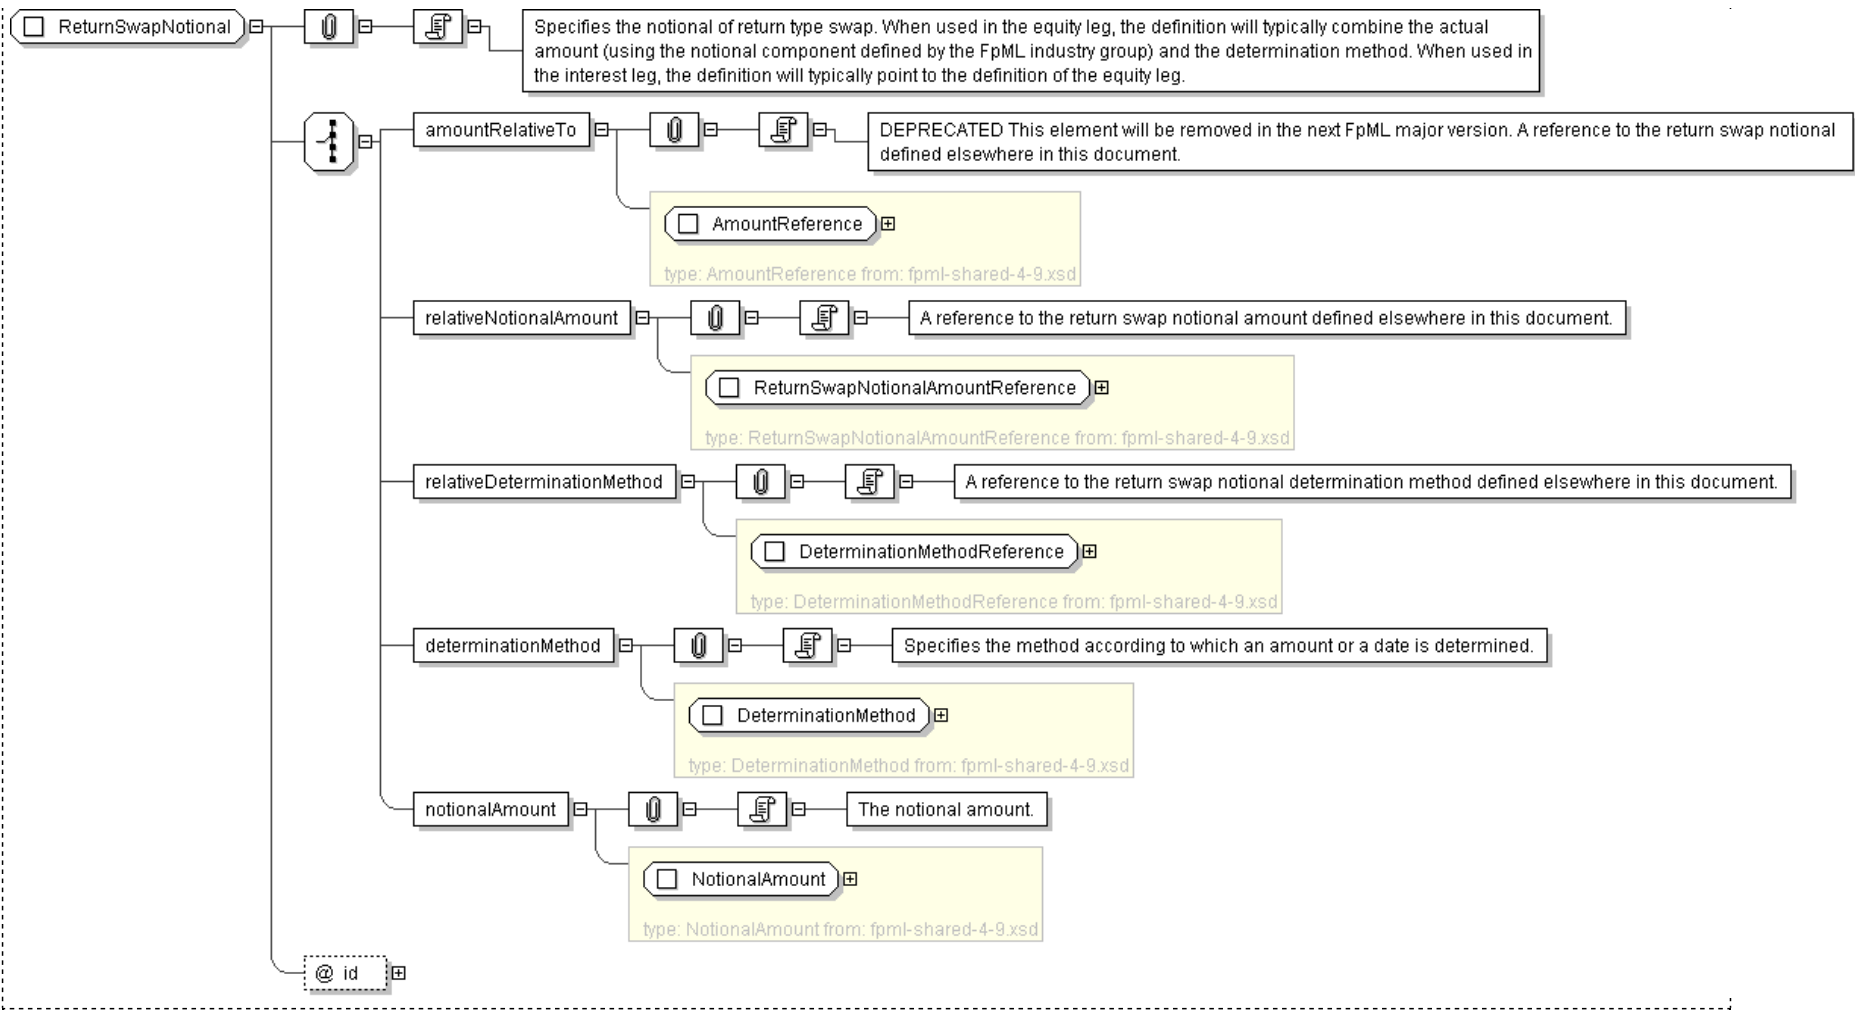 ReturnSwapNotional
Specifies the notional of return type swap. When used in the equity leg, the definition will typically combine the actual
amount (using the notional component defined by the FpML industry group) and the determination method. When used in
the interest leg, the definition will typically point to the definition of the equity leg.
amountRelativeTo
DEPRECATED This element will be removed in the next FpML major version. A reference to the return swap notional
defined elsewhere in this document.
AmountReference
type: AmountReference from: fpml-shared-4-9.xsd
relativeNotionalAmount
A reference to the return swap notional amount defined elsewhere in this document.
ReturnSwapNotionalAmountReference
type: ReturnSwapNotionalAmountReference from: fpml-shared-4-9.xsd
relativeDeterminationMethod
A reference to the return swap notional determination method defined elsewhere in this document.
DeterminationMethodReference
type: DeterminationMethodReference from: fpml-shared-4-9.xsd
determinationMethod
Specifies the method according to which an amount or a date is determined.
DeterminationMethod
type: DeterminationMethod from: fpml-shared-4-9.xsd
notionalAmount
The notional amount.
NotionalAmount
type: NotionalAmount from: fpml-shared-4-9.xsd
@ id